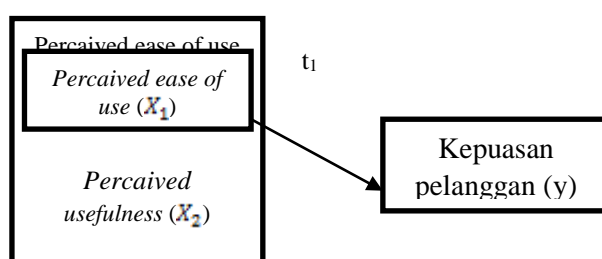 Percaived ease of use
t₁
Percaived ease of
use (X₁)
Kepuasan
pelanggan (y)
Percaived
usefulness (X₂)